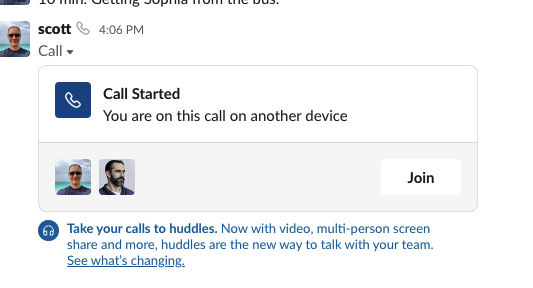 10 min. Getting Sophia from the bus.
scott 4:06 PM
Call
Call Started
You are on this call on another device
Join
Take your calls to huddles. Now with video, multi-person screen
share and more, huddles are the new way to talk with your team.
See what's changing.